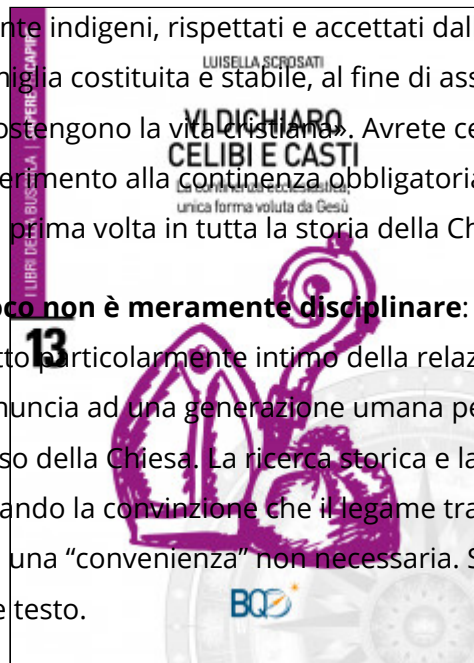 nte indigeni, rispettati e accettati dal
LUISELLA SCROSATI
niglia costituita e stabile, al fine di ass
VI DICHIARO
ostengono la vita cristiana». Avrete ce
CELIBI E CASTI
erimento alla continenza obbligatoria
La continenza ecclesiastica,
unica forma voluta da Gesù
prima volta in tutta la storia della Ch
I LIBRI DELLA BUSSOLA
oco non è meramente disciplinare:
13
tto particolarmente intimo della relaz
nuncia ad una generazione umana pe
so della Chiesa. La ricerca storica e la
ando la convinzione che il legame tra
una “convenienza” non necessaria. S
e testo.
BQ